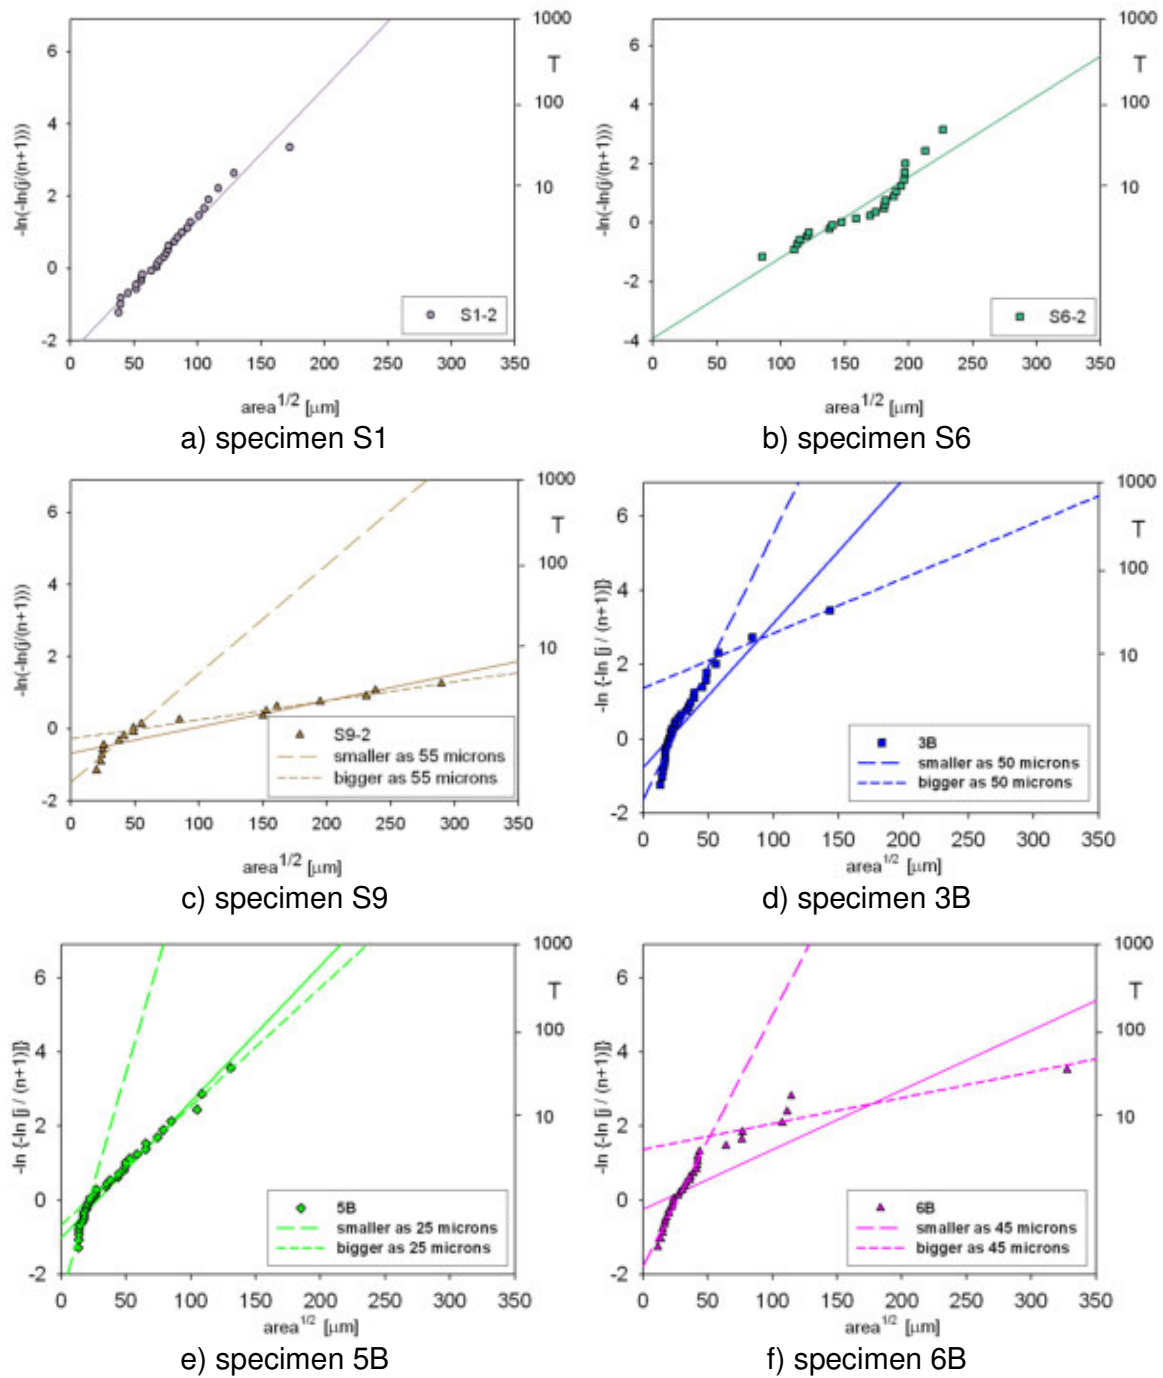 6
4
2
0
-2
-ln(-ln(j/(n+1)))
1000
T
100
10
S1-2
0 50 100 150 200 250 300 350
area1/2 [μm]
a) specimen S1
6
4
2
0
-2
-4
-ln(-ln(j/(n+1)))
1000
T
100
10
S6-2
0 50 100 150 200 250 300 350
area1/2 [μm]
b) specimen S6
6
4
2
0
-2
-ln(-ln(j/(n+1)))
1000
T
100
10
S9-2
smaller as 55 microns
bigger as 55 microns
0 50 100 150 200 250 300 350
area1/2 [μm]
c) specimen S9
6
4
2
0
-2
-ln {-ln [j / (n+1)]}
1000
T
100
10
3B
smaller as 50 microns
bigger as 50 microns
0 50 100 150 200 250 300 350
area1/2 [μm]
d) specimen 3B
6
4
2
0
-2
-ln {-ln [j / (n+1)]}
1000
T
100
10
5B
smaller as 25 microns
bigger as 25 microns
0 50 100 150 200 250 300 350
area1/2 [μm]
e) specimen 5B
6
4
2
0
-2
-ln {-ln [j / (n+1)]}
1000
T
100
10
6B
smaller as 45 microns
bigger as 45 microns
0 50 100 150 200 250 300 350
area1/2 [μm]
f) specimen 6B